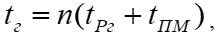 t_г = n(t_Рг + t_ПМ),